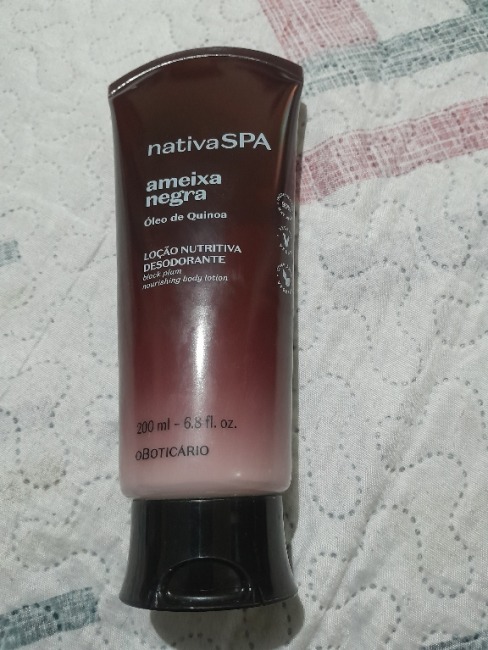 nativaSPA
ameixa
negra
Óleo de Quinoa
LOÇÃO NUTRITIVA
DESODORANTE
black plum
nourishing body lotion
200 ml - 6.8 fl. oz.
oBOTICÁRIO